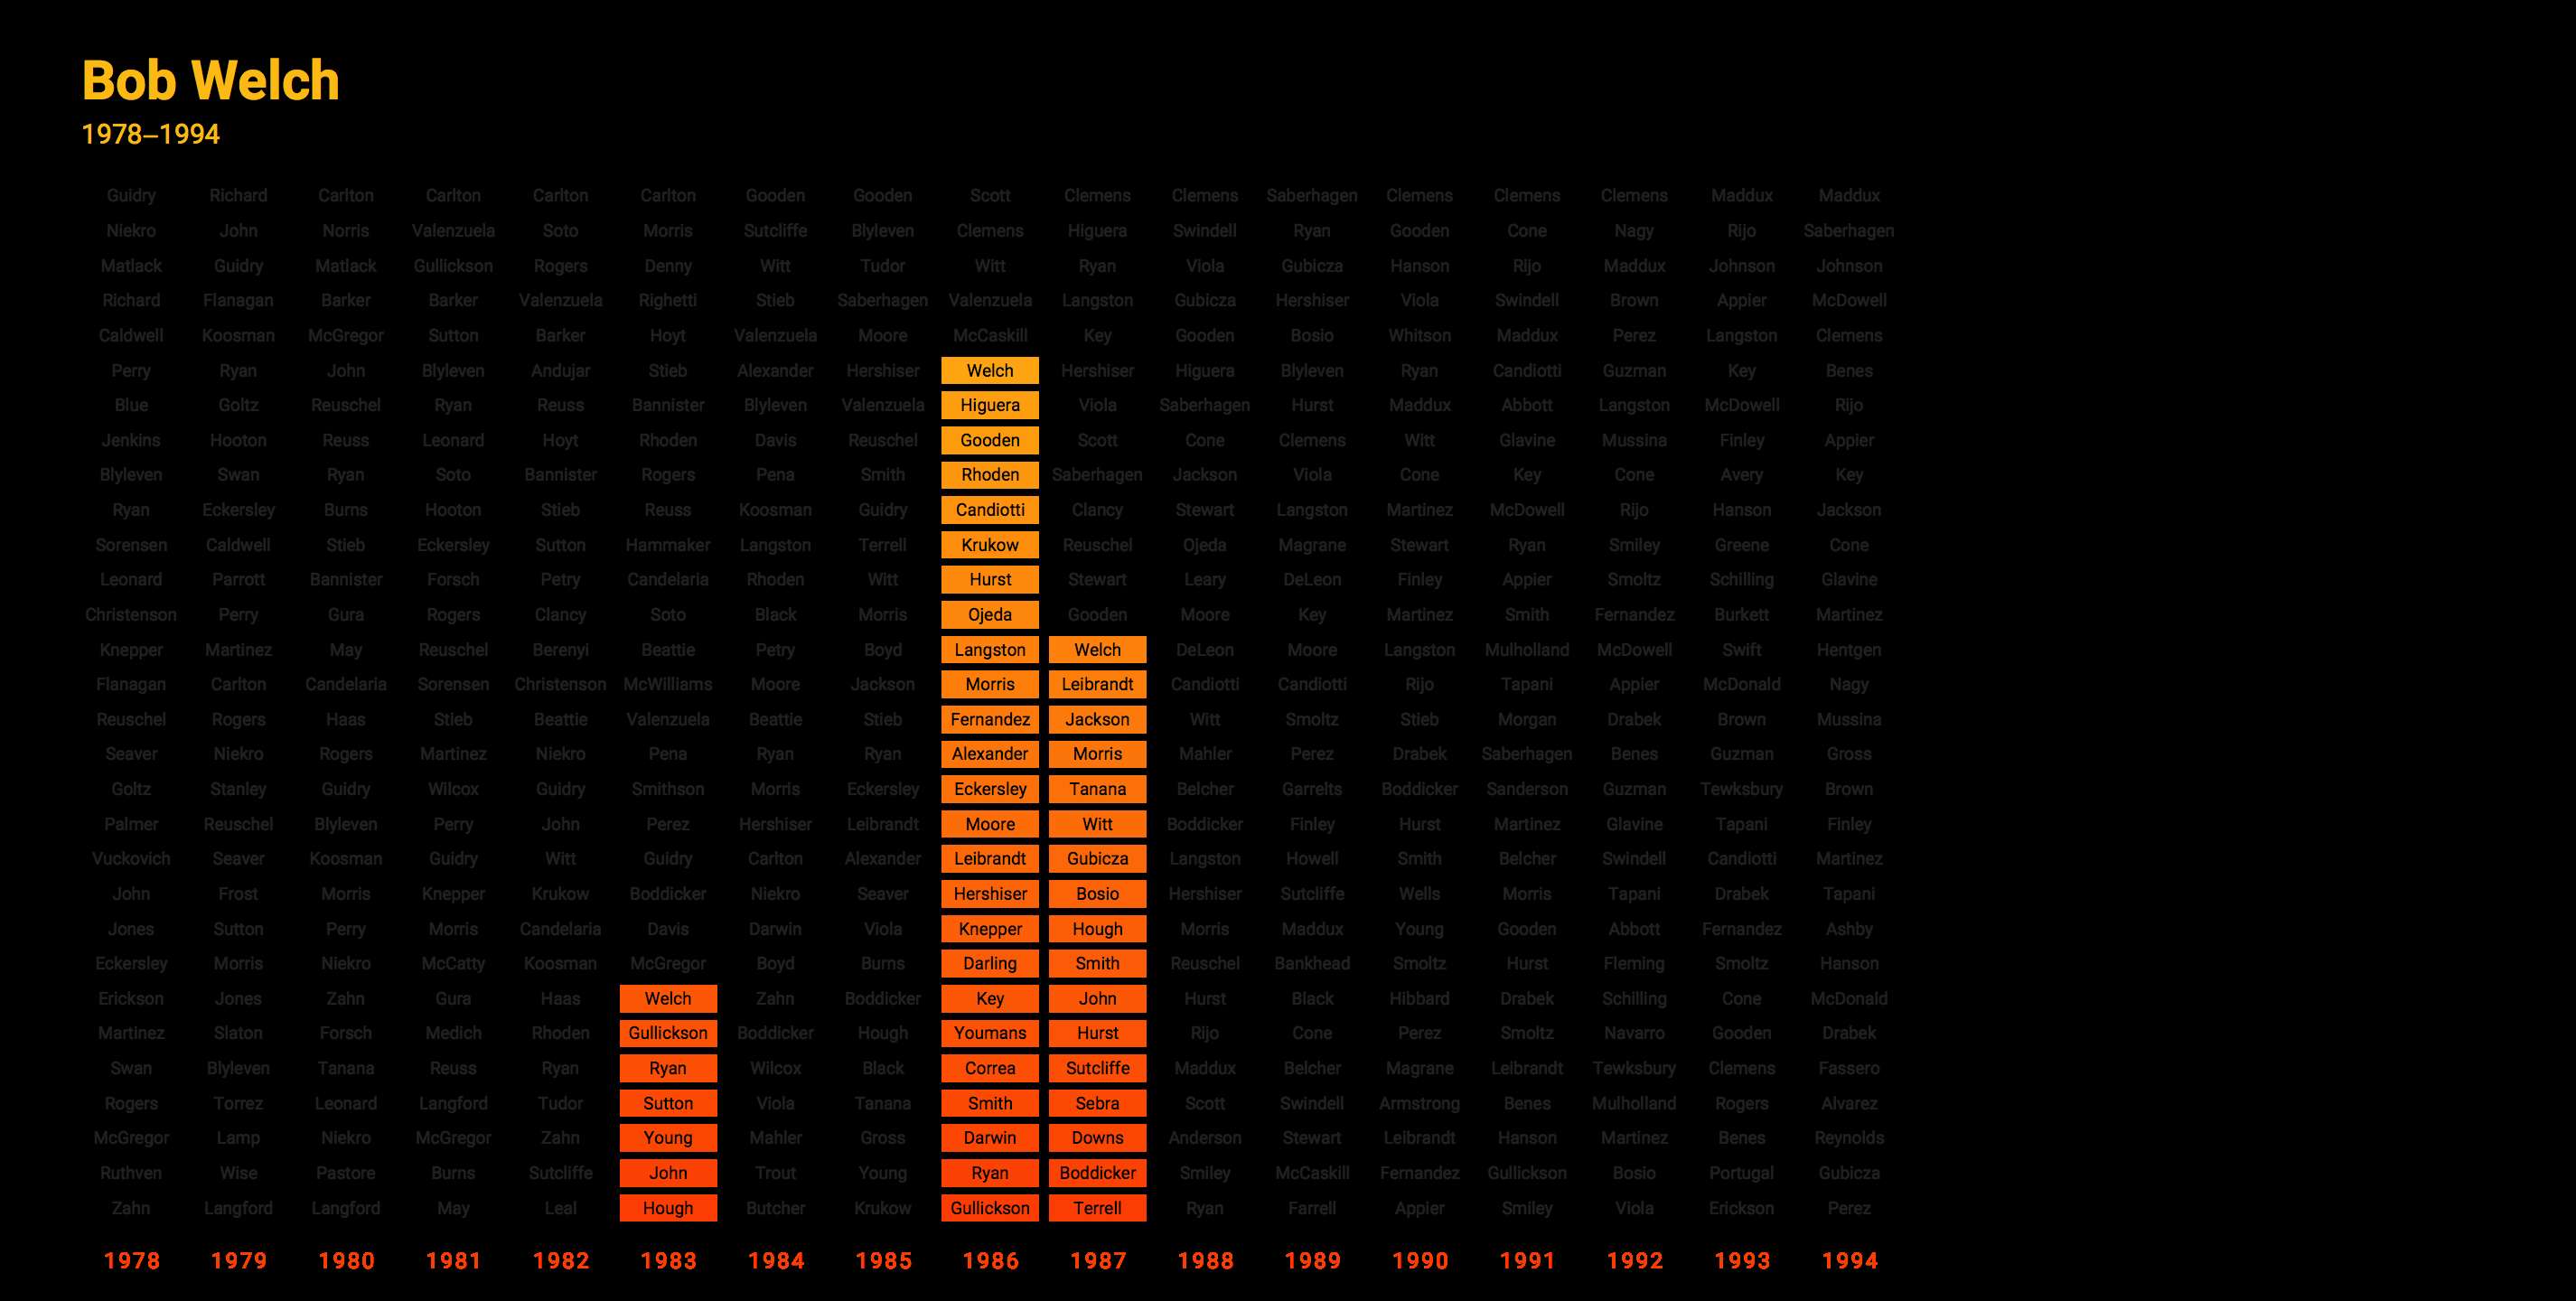 Bob Welch
1978–1994
Guidry Richard Carlton Carlton Carlton Carlton Gooden Gooden Scott Clemens Clemens Saberhagen Clemens Clemens Clemens Maddux Maddux
Niekro John Norris Valenzuela Soto Morris Sutcliffe Blyleven Clemens Higuera Swindell Ryan Gooden Cone Nagy Rijo Saberhagen
Matlack Guidry Matlack Gullickson Rogers Denny Witt Tudor Witt Ryan Viola Gubicza Hanson Rijo Maddux Johnson Johnson
Richard Flanagan Barker Barker Valenzuela Righetti Stieb Saberhagen Valenzuela Langston Gubicza Hershiser Viola Swindell Brown Appier McDowell
Caldwell Koosman McGregor Sutton Barker Hoyt Valenzuela Moore McCaskill Key Gooden Bosio Whitson Maddux Perez Langston Clemens
Perry Ryan John Blyleven Andujar Stieb Alexander Hershiser Welch Hershiser Higuera Blyleven Ryan Candiotti Guzman Key Benes
Blue Goltz Reuschel Ryan Reuss Bannister Blyleven Valenzuela Higuera Viola Saberhagen Hurst Maddux Abbott Langston McDowell Rijo
Jenkins Hooton Reuss Leonard Hoyt Rhoden Davis Reuschel Gooden Scott Cone Clemens Witt Glavine Mussina Finley Appier
Blyleven Swan Ryan Soto Bannister Rogers Pena Smith Rhoden Saberhagen Jackson Viola Cone Key Cone Avery Key
Ryan Eckersley Burns Hooton Stieb Reuss Koosman Guidry Candiotti Clancy Stewart Langston Martinez McDowell Rijo Hanson Jackson
Sorensen Caldwell Stieb Eckersley Sutton Hammaker Langston Terrell Krukow Reuschel Ojeda Magrane Stewart Ryan Smiley Greene Cone
Leonard Parrott Bannister Forsch Petry Candelaria Rhoden Witt Hurst Stewart Leary DeLeon Finley Appier Smoltz Schilling Glavine
Christenson Perry Gura Rogers Clancy Soto Black Morris Ojeda Gooden Moore Key Martinez Smith Fernandez Burkett Martinez
Knepper Martinez May Reuschel Berenyi Beattie Petry Boyd Langston Welch DeLeon Moore Langston Mulholland McDowell Swift Hentgen
Flanagan Carlton Candelaria Sorensen Christenson McWilliams Moore Jackson Morris Leibrandt Candiotti Candiotti Rijo Tapani Appier McDonald Nagy
Reuschel Rogers Haas Stieb Beattie Valenzuela Beattie Stieb Fernandez Jackson Witt Smoltz Stieb Morgan Drabek Brown Mussina
Seaver Niekro Rogers Martinez Niekro Pena Ryan Ryan Alexander Morris Mahler Perez Drabek Saberhagen Benes Guzman Gross
Goltz Stanley Guidry Wilcox Guidry Smithson Morris Eckersley Eckersley Tanana Belcher Garrelts Boddicker Sanderson Guzman Tewksbury Brown
Palmer Reuschel Blyleven Perry John Perez Hershiser Leibrandt Moore Witt Boddicker Finley Hurst Martinez Glavine Tapani Finley
Vuckovich Seaver Koosman Guidry Witt Guidry Carlton Alexander Leibrandt Gubicza Langston Howell Smith Belcher Swindell Candiotti Martinez
John Frost Morris Knepper Krukow Boddicker Niekro Seaver Hershiser Bosio Hershiser Sutcliffe Wells Morris Tapani Drabek Tapani
Jones Sutton Perry Morris Candelaria Davis Darwin Viola Knepper Hough Morris Maddux Young Gooden Abbott Fernandez Ashby
Eckersley Morris Niekro McCatty Koosman McGregor Boyd Burns Darling Smith Reuschel Bankhead Smoltz Hurst Fleming Smoltz Hanson
Erickson Jones Zahn Gura Haas Welch Zahn Boddicker Key John Hurst Black Hibbard Drabek Schilling Cone McDonald
Martinez Slaton Forsch Medich Rhoden Gullickson Boddicker Hough Youmans Hurst Rijo Cone Perez Smoltz Navarro Gooden Drabek
Swan Blyleven Tanana Reuss Ryan Ryan Wilcox Black Correa Sutcliffe Maddux Belcher Magrane Leibrandt Tewksbury Clemens Fassero
Rogers Torrez Leonard Langford Tudor Sutton Viola Tanana Smith Sebra Scott Swindell Armstrong Benes Mulholland Rogers Alvarez
McGregor Lamp Niekro McGregor Zahn Young Mahler Gross Darwin Downs Anderson Stewart Leibrandt Hanson Martinez Benes Reynolds
Ruthven Wise Pastore Burns Sutcliffe John Trout Young Ryan Boddicker Smiley McCaskill Fernandez Gullickson Bosio Portugal Gubicza
Zahn Langford Langford May Leal Hough Butcher Krukow Gullickson Terrell Ryan Farrell Appier Smiley Viola Erickson Perez
1978 1979 1980 1981 1982 1983 1984 1985 1986 1987 1988 1989 1990 1991 1992 1993 1994